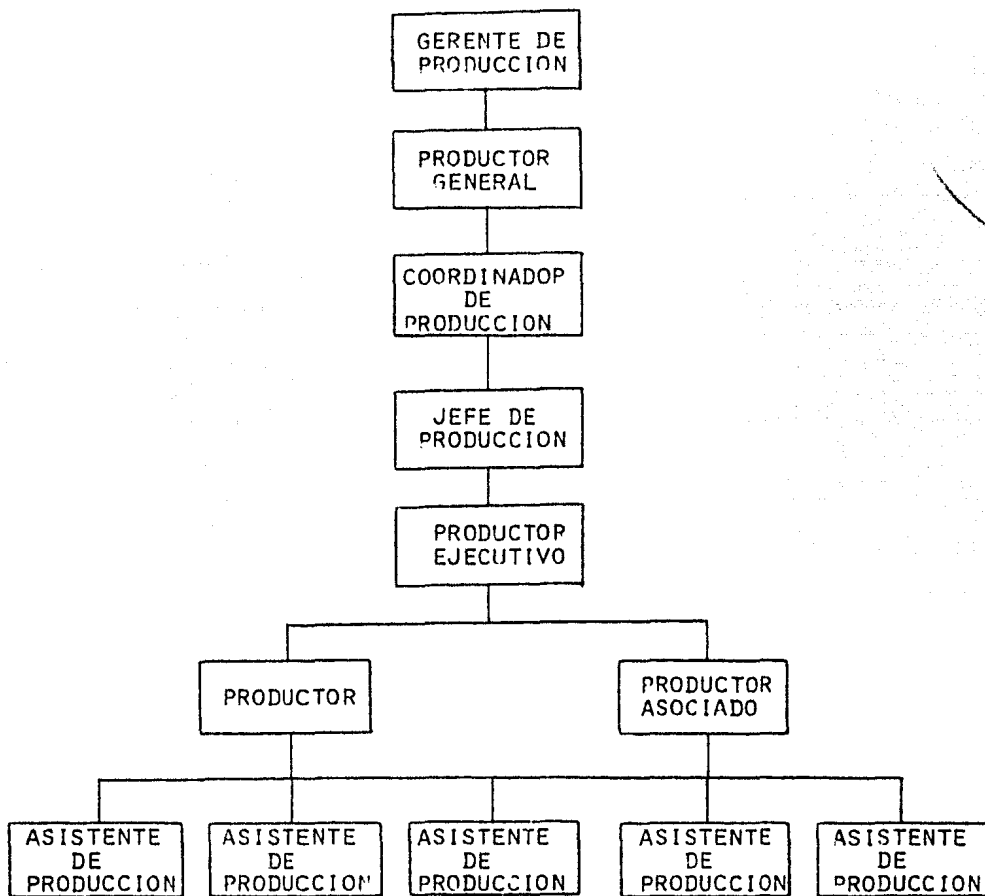 GERENTE DE
PRODUCCION
PRODUCTOR
GENERAL
COORDINADOR
DE
PRODUCCION
JEFE DE
PRODUCCION
PRODUCTOR
EJECUTIVO
PRODUCTOR
PRODUCTOR
ASOCIADO
ASISTENTE
DE
PRODUCCION
ASISTENTE
DE
PRODUCCION
ASISTENTE
DE
PRODUCCION
ASISTENTE
DE
PRODUCCION
ASISTENTE
DE
PRODUCCION